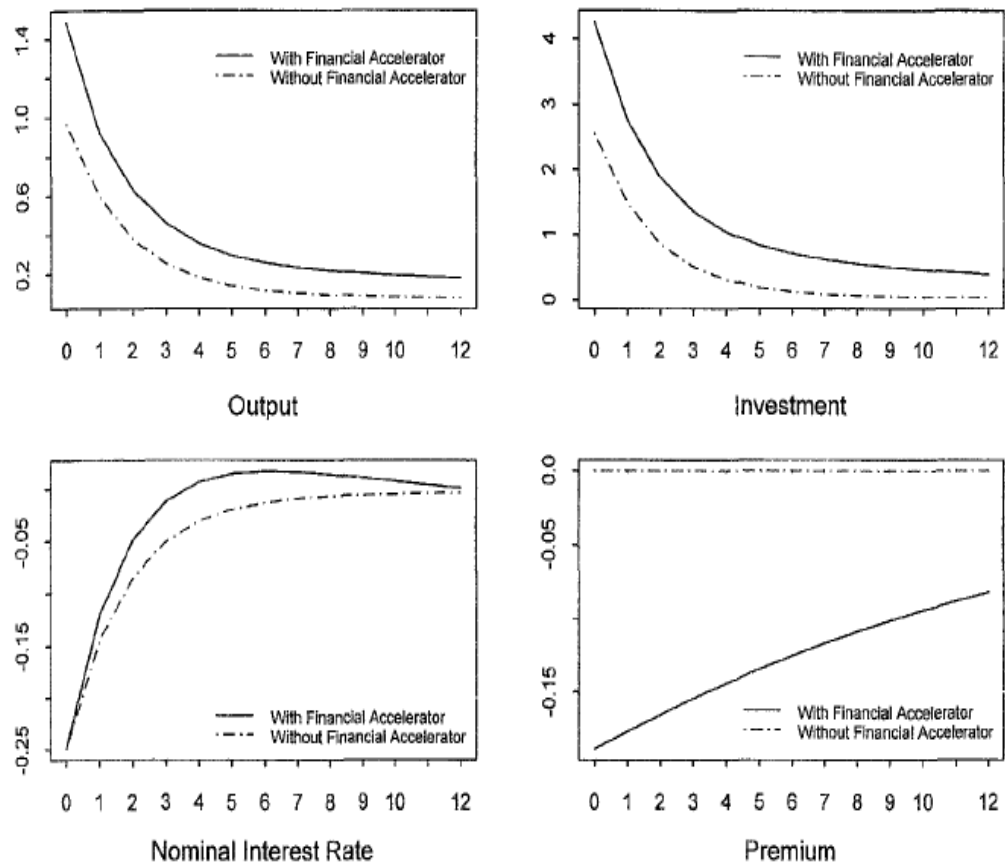 1.4
1.0
0.6
0.2
With Financial Accelerator
Without Financial Accelerator
0 1 2 3 4 5 6 7 8 9 10 12
Output
4
3
2
1
0
With Financial Accelerator
Without Financial Accelerator
0 1 2 3 4 5 6 7 8 9 10 12
Investment
-0.05
-0.15
-0.25
With Financial Accelerator
Without Financial Accelerator
0 1 2 3 4 5 6 7 8 9 10 12
Nominal Interest Rate
0.0
-0.05
-0.15
With Financial Accelerator
Without Financial Accelerator
0 1 2 3 4 5 6 7 8 9 10 12
Premium